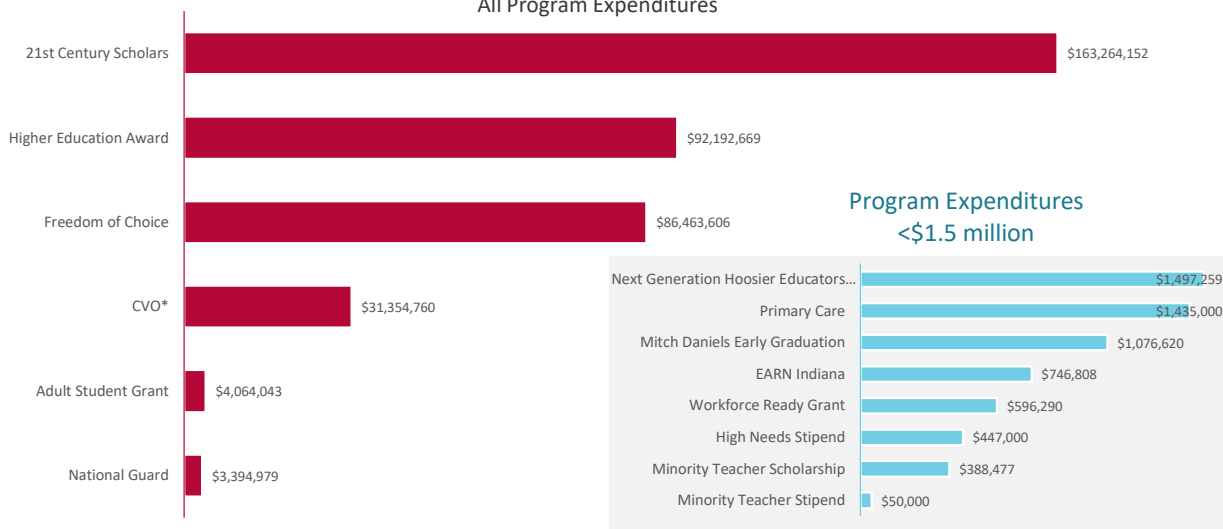 All Program Expenditures
21st Century Scholars
$163,264,152
Higher Education Award
$92,192,669
Freedom of Choice
$86,463,606
CVO*
$31,354,760
Adult Student Grant
$4,064,043
National Guard
$3,394,979
Program Expenditures
<$1.5 million
Next Generation Hoosier Educators...
$1,497,259
Primary Care
$1,435,000
Mitch Daniels Early Graduation
$1,076,620
EARN Indiana
$746,808
Workforce Ready Grant
$596,290
High Needs Stipend
$447,000
Minority Teacher Scholarship
$388,477
Minority Teacher Stipend
$50,000